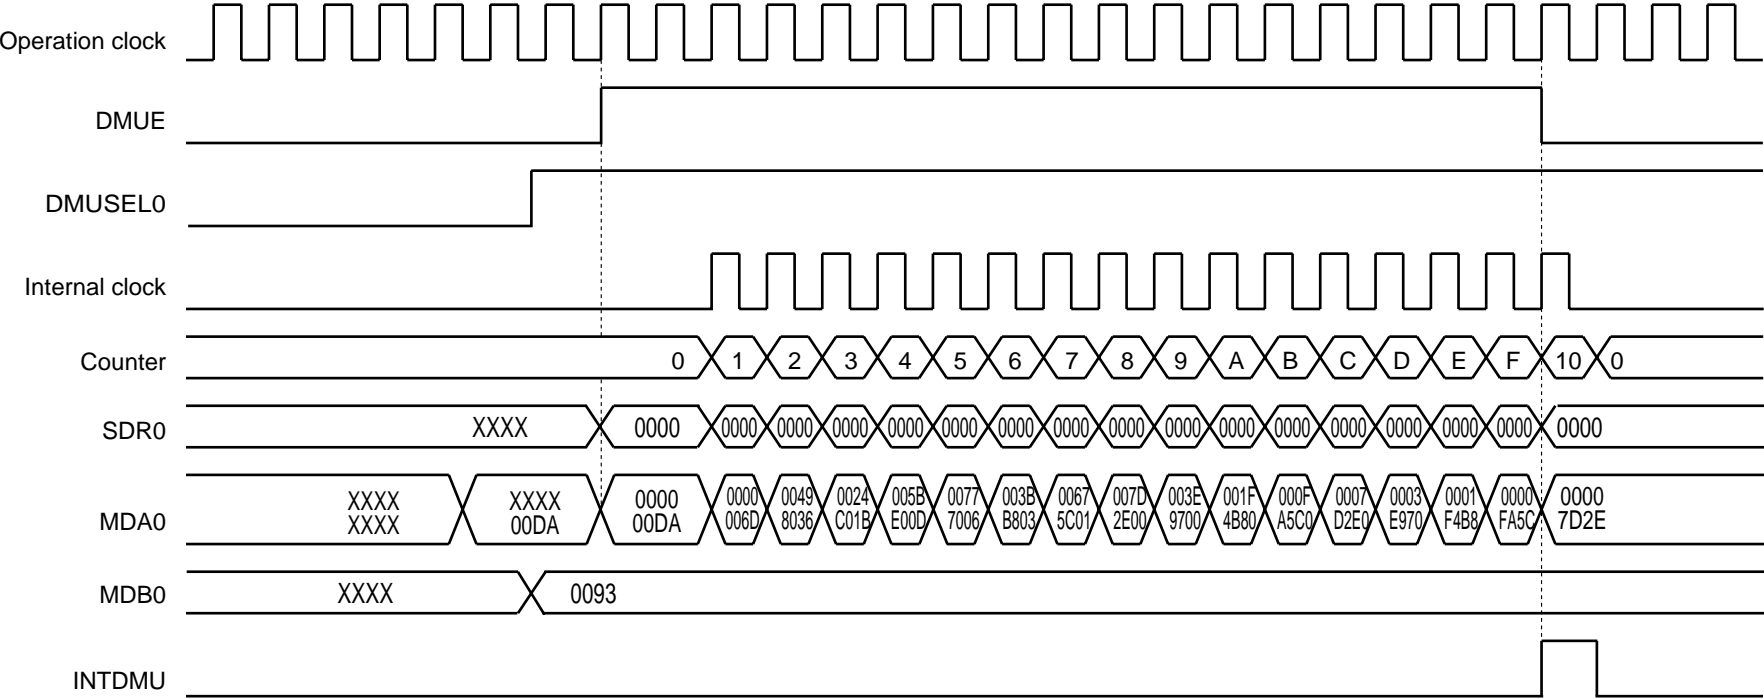 Operation clock
DMUE
DMUSEL0
Internal clock
Counter 0 1 2 3 4 5 6 7 8 9 A B C D E F 10 0
SDR0 XXXX 0000 0000 0000 0000 0000 0000 0000 0000 0000 0000 0000 0000 0000 0000 0000 0000 0000
XXXX XXXX 0000 0000 0049 0024 005B 0077 003B 0067 007D 003E 001F 000F 0007 0003 0001 0000 0000
MDA0 XXXX 00DA 00DA 006D 8036 C01B E00D 7006 B803 5C01 2E00 9700 4B80 A5C0 D2E0 E970 F4B8 FA5C 7D2E
MDB0 XXXX 0093
INTDMU